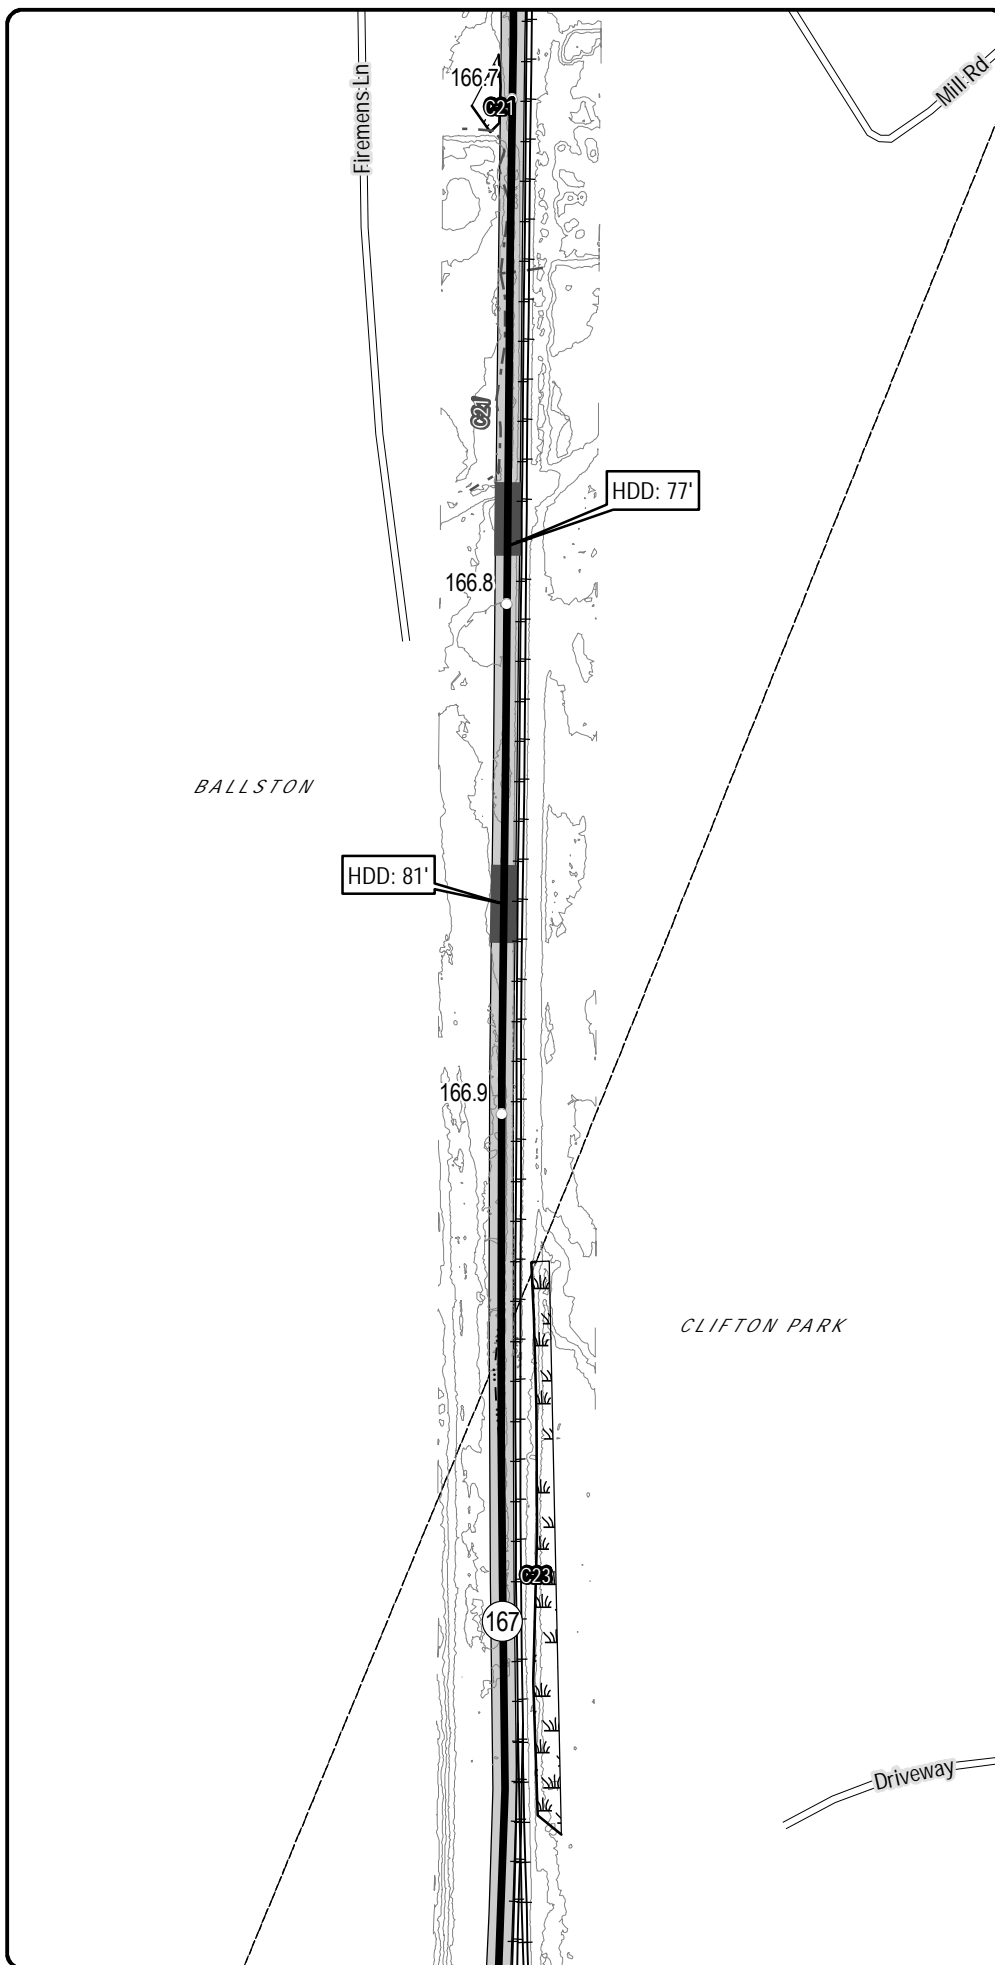 Firemens Ln
166.7
C21
Mill Rd
C21
HDD: 77'
166.8
BALLSTON
HDD: 81'
166.9
CLIFTON PARK
C23
167
Driveway